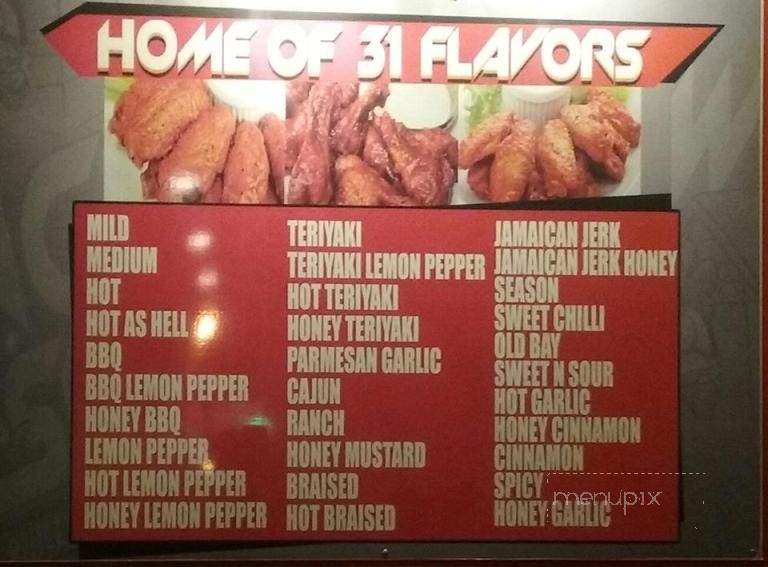 HOME OF 31 FLAVORS
MILD
MEDIUM
HOT
HOT AS HELL
BBQ
BBQ LEMON PEPPER
HONEY BBQ
LEMON PEPPER
HOT LEMON PEPPER
HONEY LEMON PEPPER
TERIYAKI
TERIYAKI LEMON PEPPER
HOT TERIYAKI
HONEY TERIYAKI
PARMESAN GARLIC
CAJUN
RANCH
HONEY MUSTARD
BRAISED
HOT BRAISED
JAMAICAN JERK
JAMAICAN JERK HONEY
SEASON
SWEET CHILLI
OLD BAY
SWEET N SOUR
HOT GARLIC
HONEY CINNAMON
CINNAMON
SPICY
HONEY GARLIC
menupix